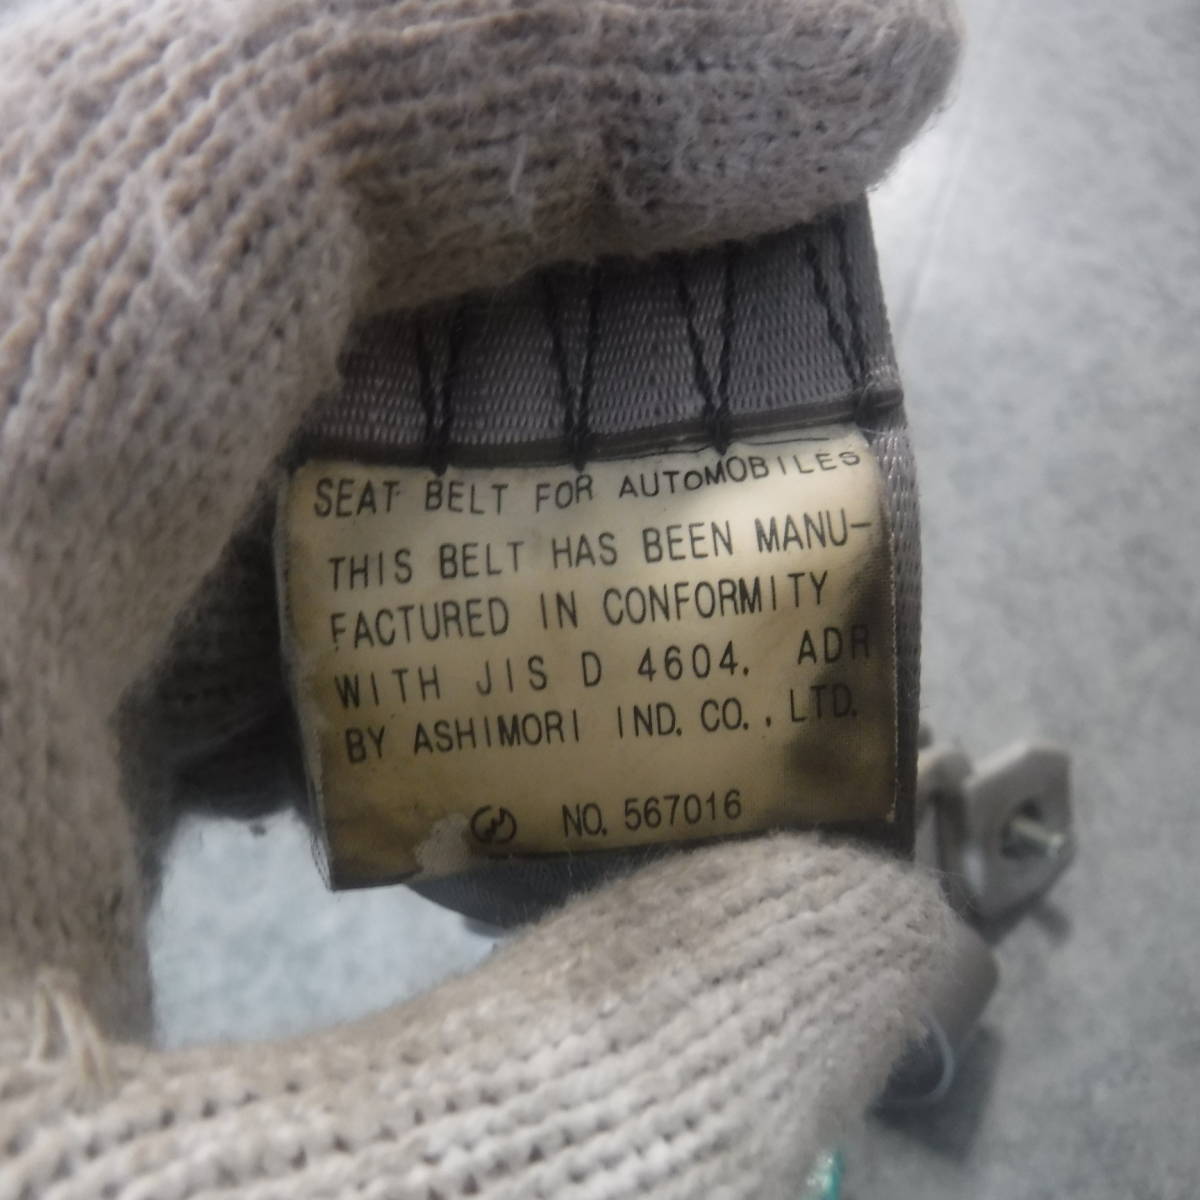 SEAT BELT FOR AUTOMOBILES
THIS BELT HAS BEEN MANU-
FACTURED IN CONFORMITY
WITH JIS D 4604. ADR
BY ASHIMORI IND. CO., LTD.
NO. 567016